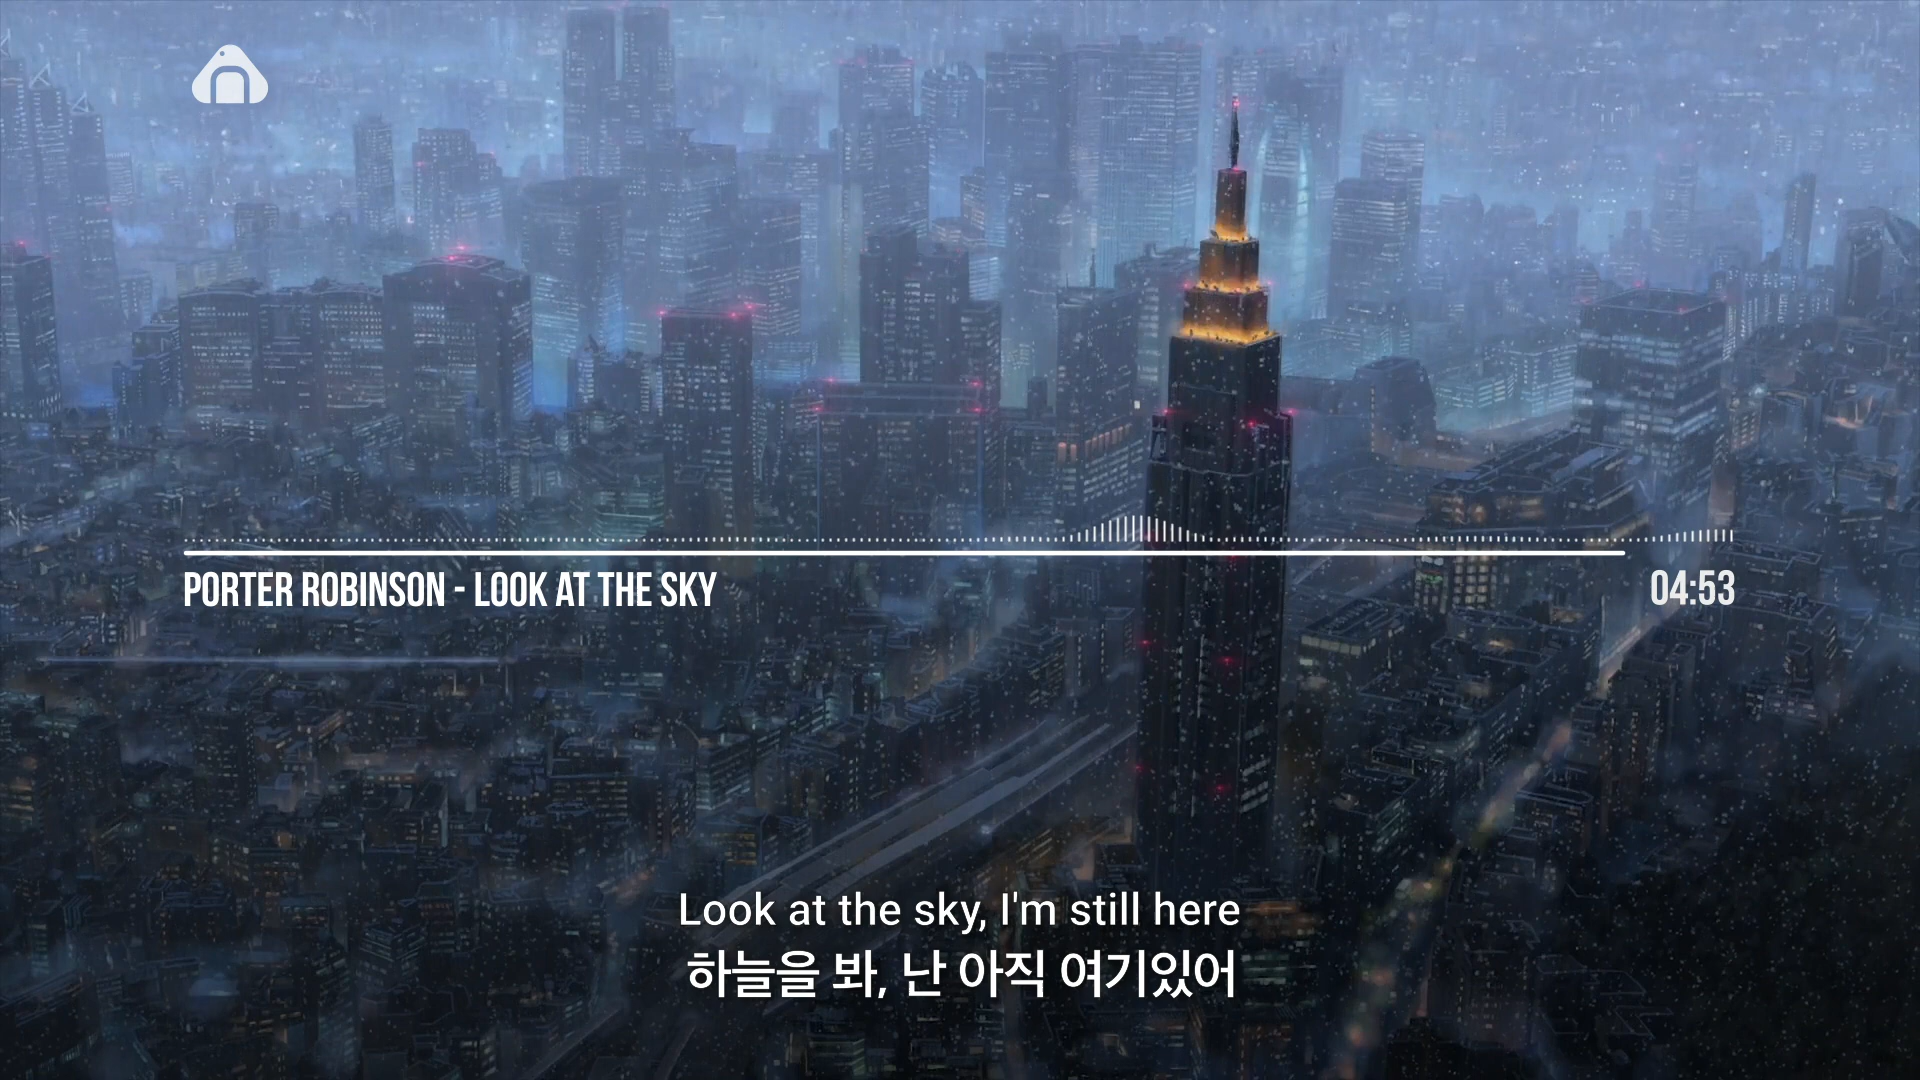 PORTER ROBINSON - LOOK AT THE SKY
04:53
Look at the sky, I'm still here
하늘을 봐, 난 아직 여기있어